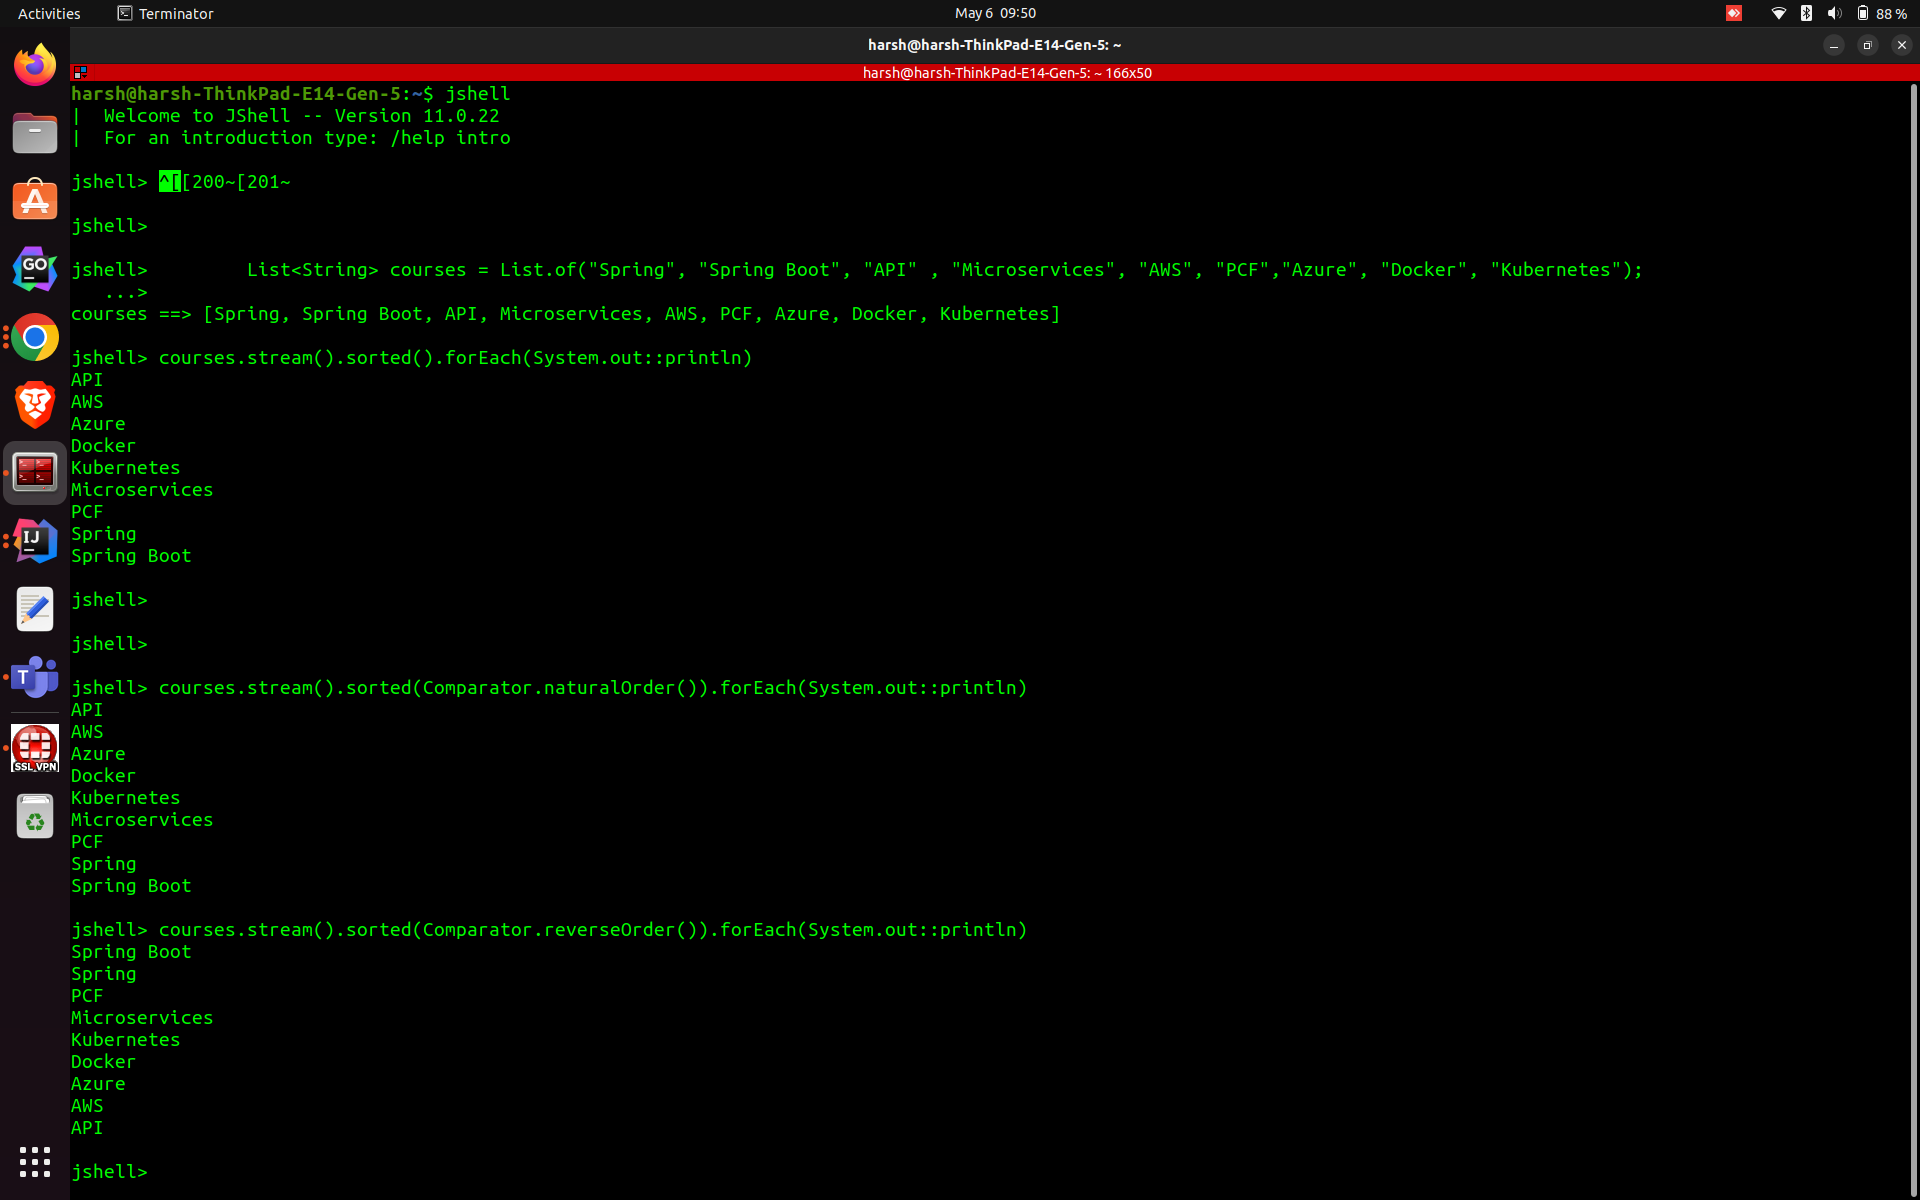 Activities Terminator May 6 09:50 88 %
harsh@harsh-ThinkPad-E14-Gen-5: ~
harsh@harsh-ThinkPad-E14-Gen-5: ~ 166x50
harsh@harsh-ThinkPad-E14-Gen-5:~$ jshell
|  Welcome to JShell -- Version 11.0.22
|  For an introduction type: /help intro
jshell> ^[[200~[201~
jshell>
jshell>         List<String> courses = List.of("Spring", "Spring Boot", "API" , "Microservices", "AWS", "PCF","Azure", "Docker", "Kubernetes");
   ...>
courses ==> [Spring, Spring Boot, API, Microservices, AWS, PCF, Azure, Docker, Kubernetes]
jshell> courses.stream().sorted().forEach(System.out::println)
API
AWS
Azure
Docker
Kubernetes
Microservices
PCF
Spring
Spring Boot
jshell>
jshell>
jshell> courses.stream().sorted(Comparator.naturalOrder()).forEach(System.out::println)
API
AWS
Azure
Docker
Kubernetes
Microservices
PCF
Spring
Spring Boot
jshell> courses.stream().sorted(Comparator.reverseOrder()).forEach(System.out::println)
Spring Boot
Spring
PCF
Microservices
Kubernetes
Docker
Azure
AWS
API
jshell>
GO
IJ
T
SSL VPN